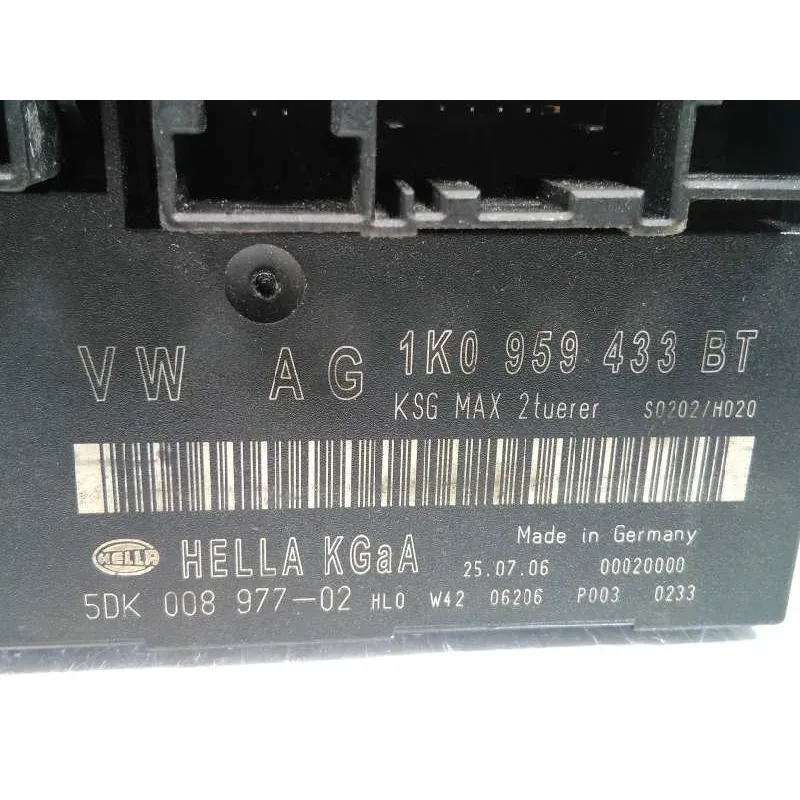 VW AG 1K0 959 433 BT
KSG MAX 2tuerer S0202/H020
Made in Germany
HELLA HELLA KGaA 25.07.06 00020000
5DK 008 977-02 HL0 W42 06206 P003 0233